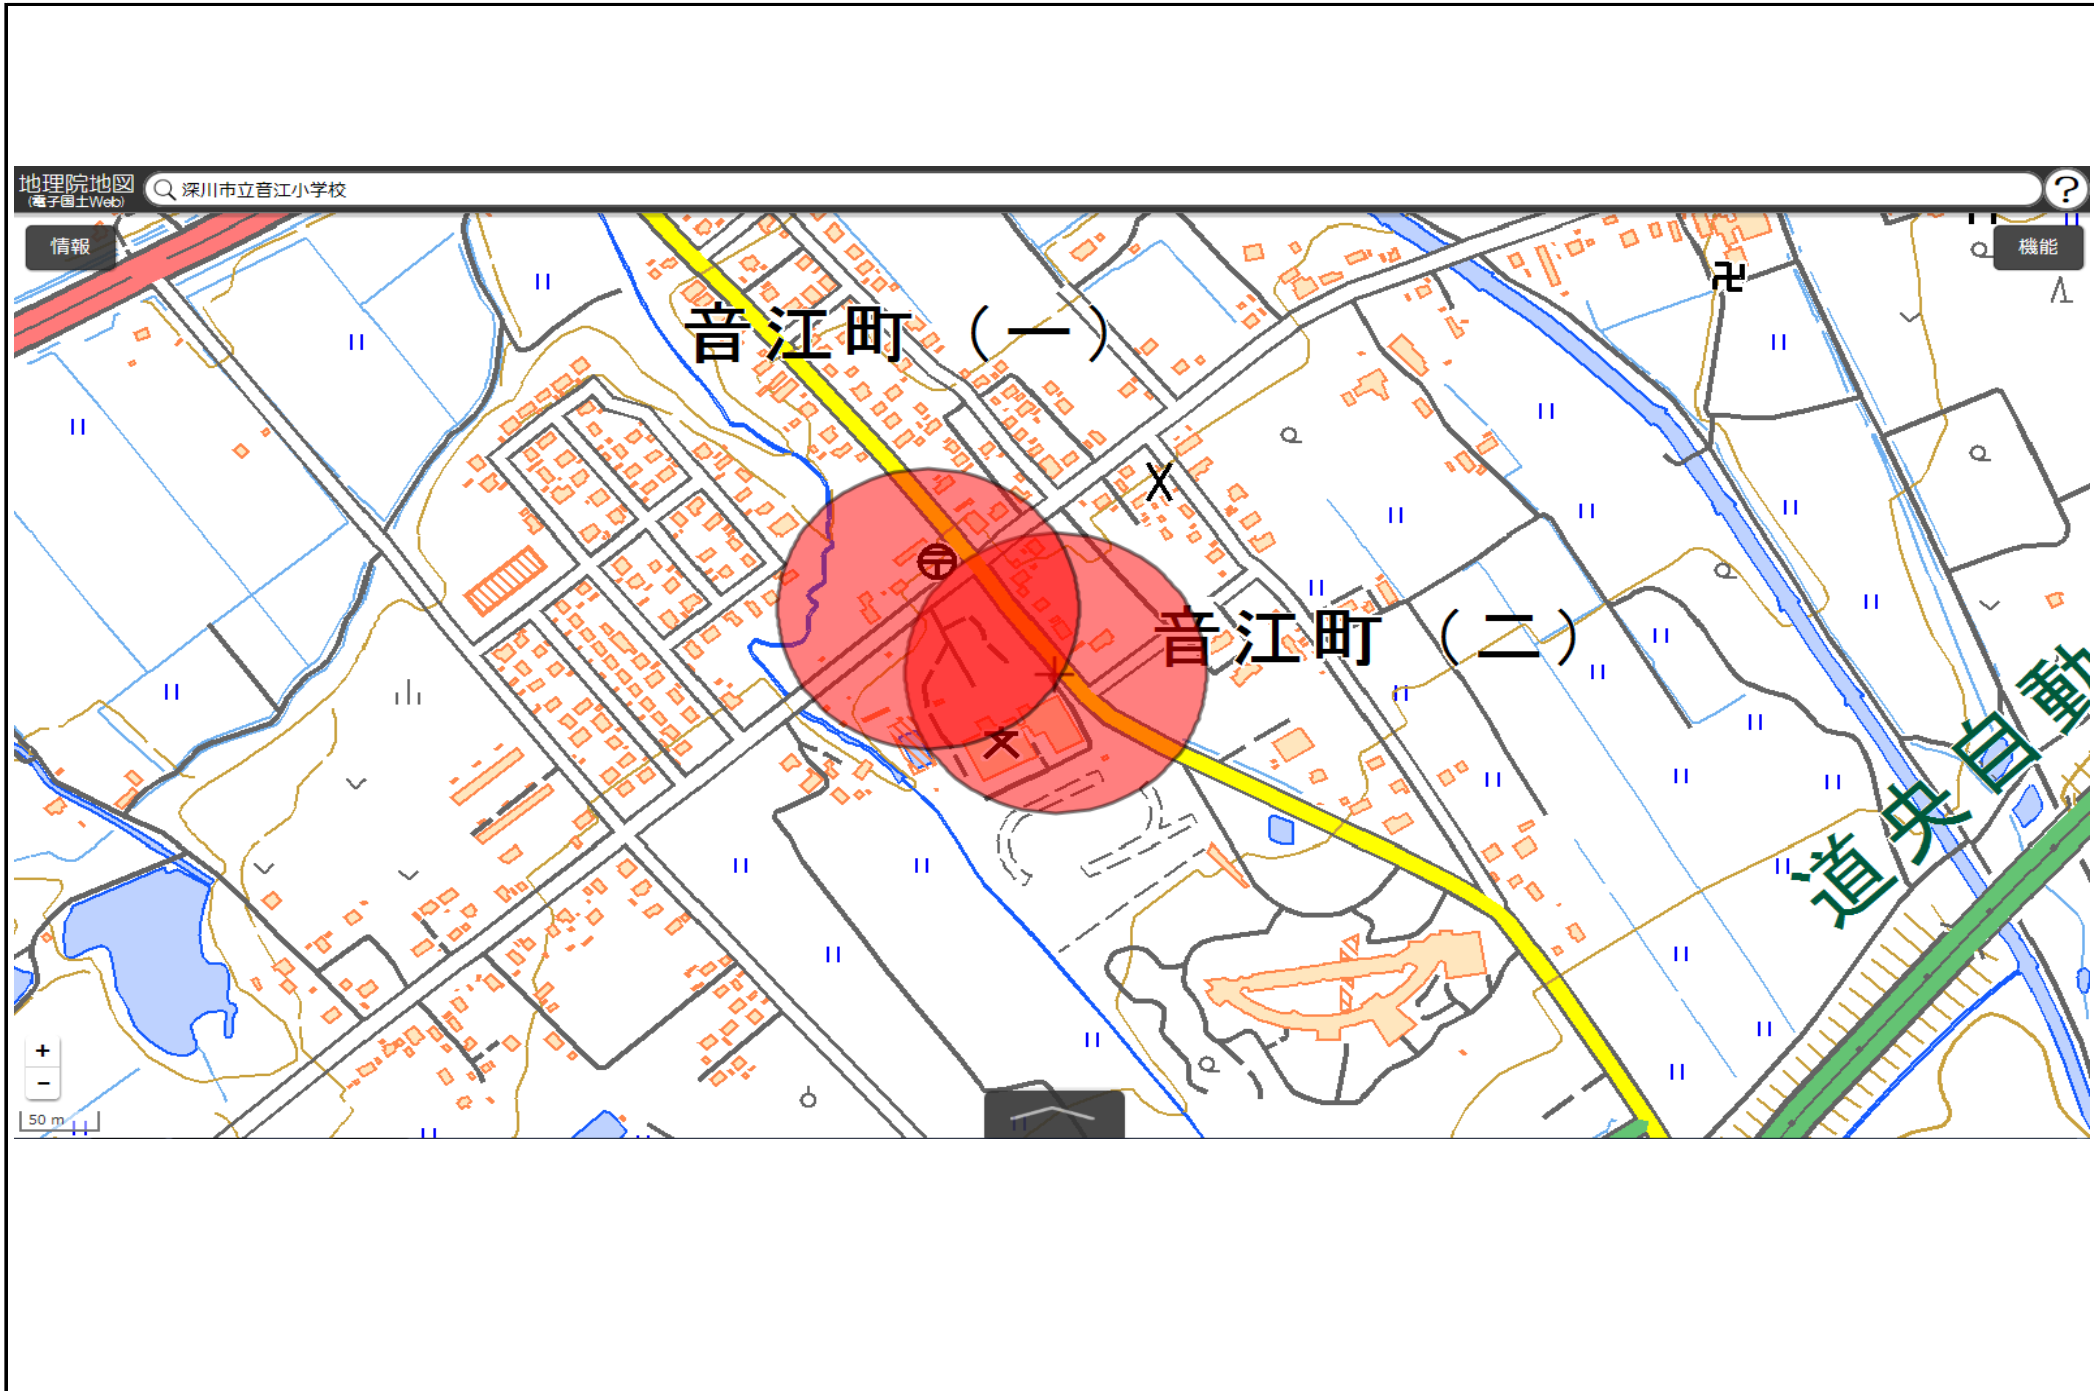 地理院地図
(電子国土Web)
深川市立音江小学校
?
情報
機能
音江町（一）
音江町（二）
道央自動
+
−
50 m